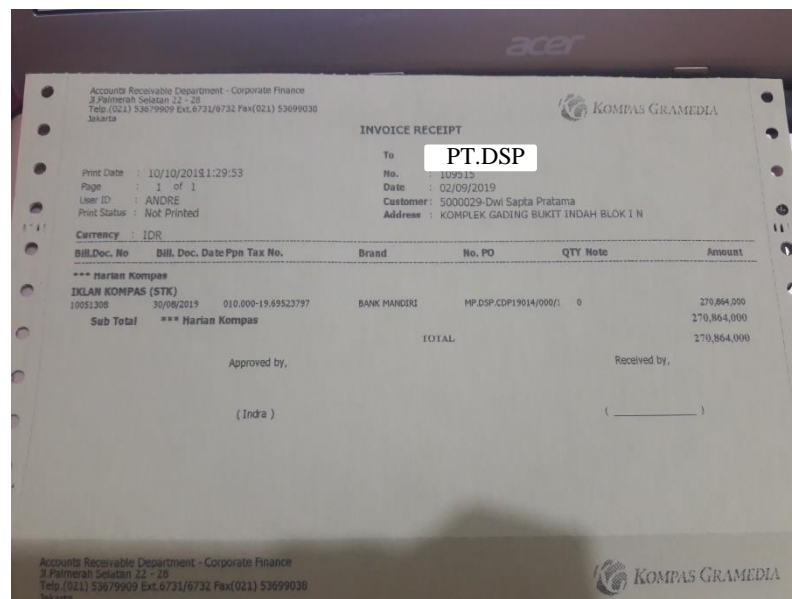 acer
Accounts Receivable Department - Corporate Finance
Jl.Palmerah Selatan 22 - 28
Telp.(021) 53679909 Ext.6731/6732 Fax(021) 53699038
Jakarta
KOMPAS GRAMEDIA
INVOICE RECEIPT
To PT.DSP
Print Date : 10/10/2019 1:29:53 No. : 109515
Page : 1 of 1 Date : 02/09/2019
User ID : ANDRE Customer : 5000029-Dwi Sapta Pratama
Print Status : Not Printed Address : KOMPLEK GADING BUKIT INDAH BLOK I N
Currency : IDR
Bill.Doc. No Bill. Doc. Date Ppn Tax No. Brand No. PO QTY Note Amount
*** Harian Kompas
IKLAN KOMPAS (STK)
10051308 30/08/2019 010.000-19.69523797 BANK MANDIRI MP.DSP.CDP19014/000/1 0 270,864,000
Sub Total *** Harian Kompas 270,864,000
TOTAL 270,864,000
Approved by, Received by,
( Indra ) ( __________ )
Accounts Receivable Department - Corporate Finance
Jl.Palmerah Selatan 22 - 28
Telp.(021) 53679909 Ext.6731/6732 Fax(021) 53699038
Jakarta
KOMPAS GRAMEDIA